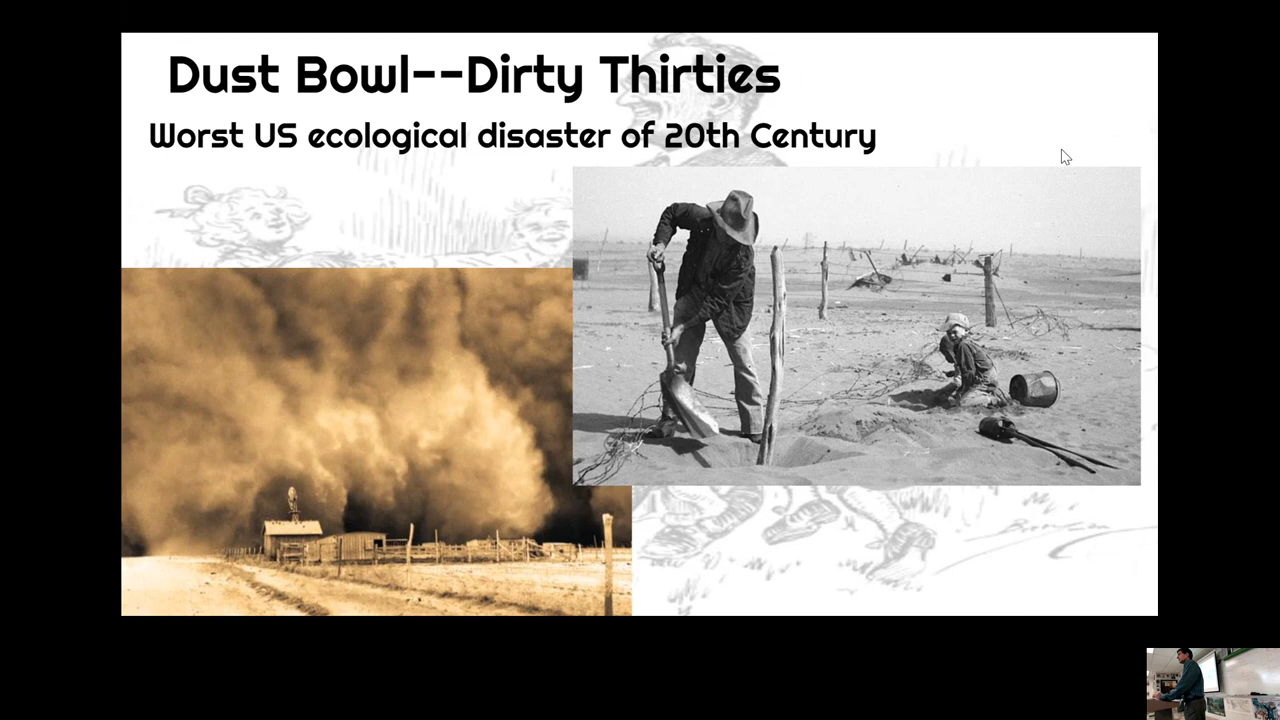 Dust Bowl--Dirty Thirties
Worst US ecological disaster of 20th Century